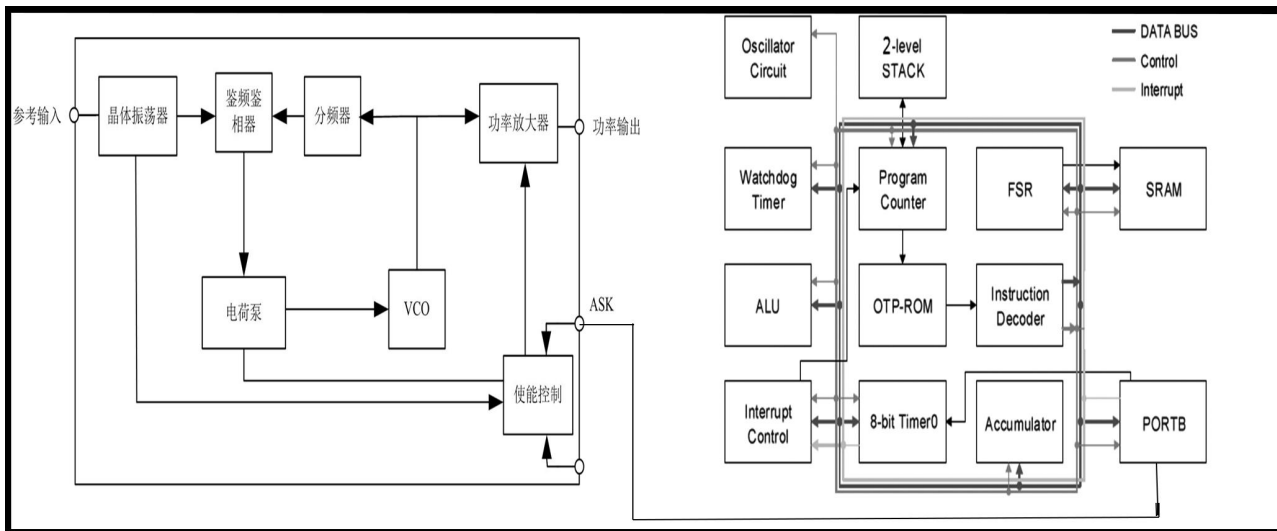 参考输入
晶体振荡器
鉴频鉴
相器
分频器
功率放大器
功率输出
电荷泵
VCO
ASK
使能控制
Oscillator
Circuit
2-level
STACK
DATA BUS
Control
Interrupt
Watchdog
Timer
Program
Counter
FSR
SRAM
ALU
OTP-ROM
Instruction
Decoder
Interrupt
Control
8-bit Timer0
Accumulator
PORTB